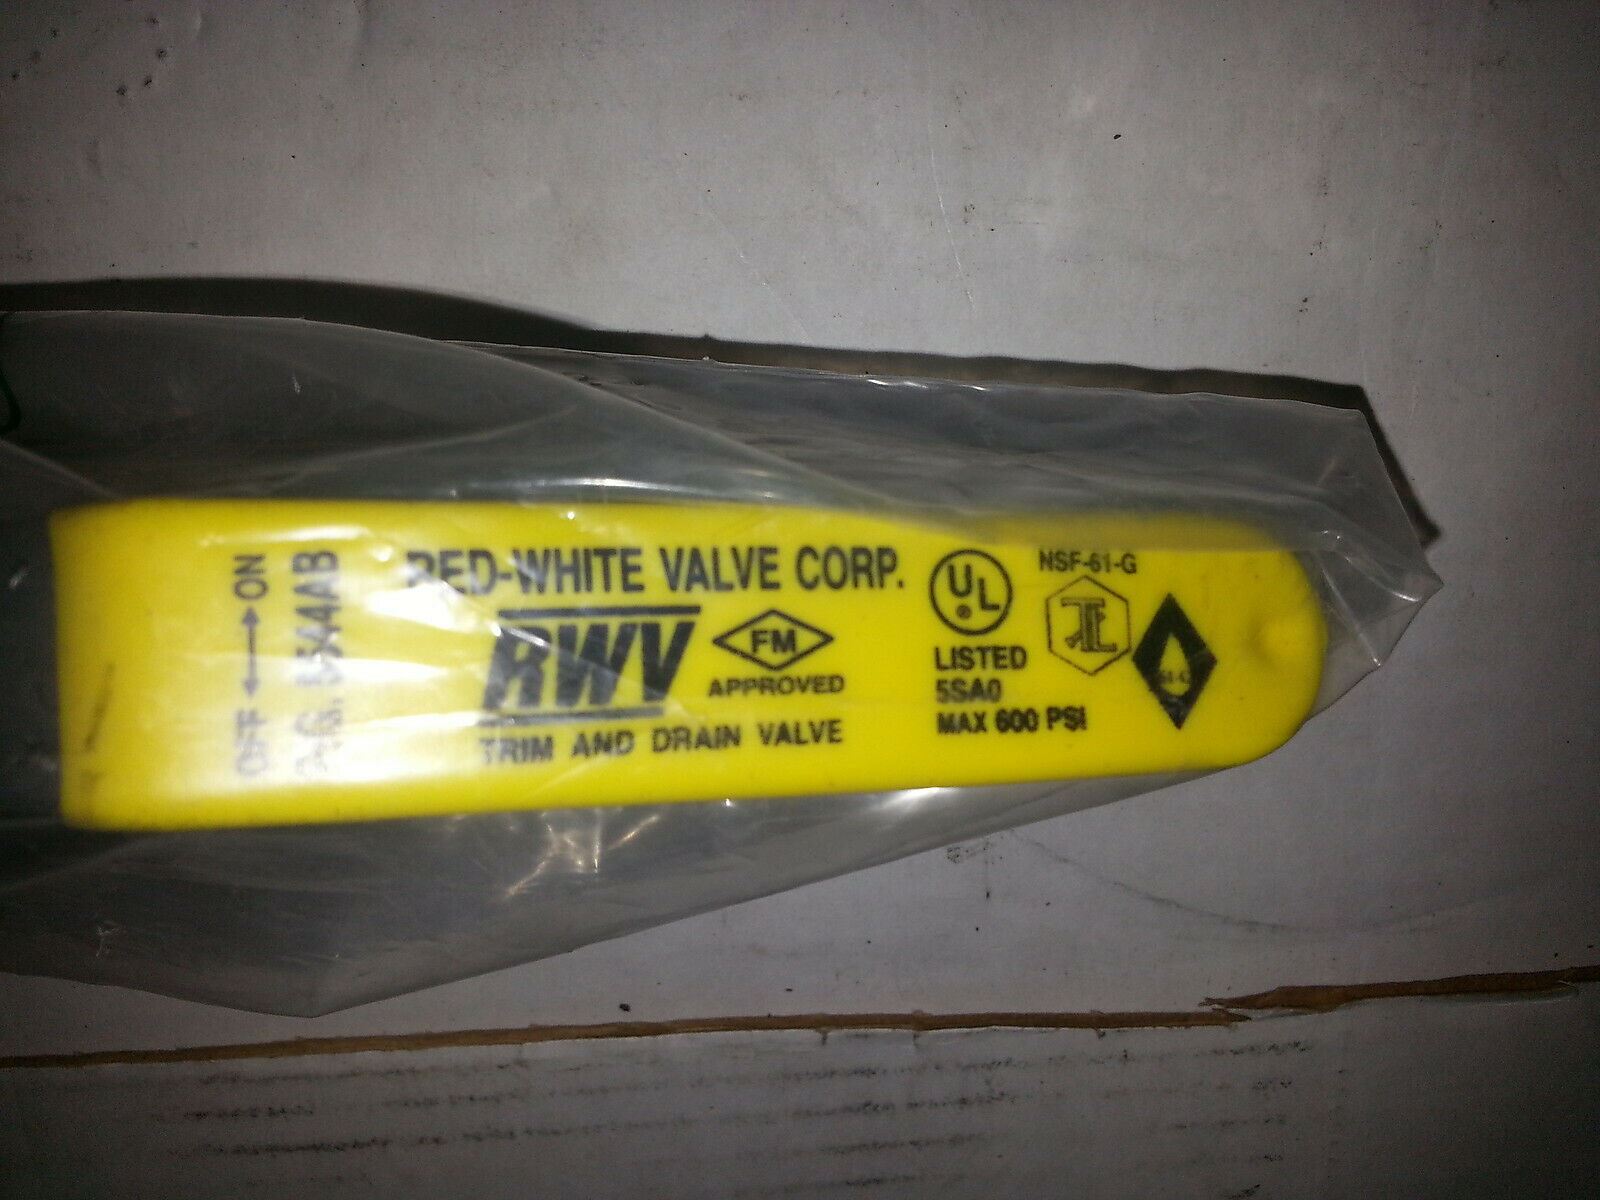 RED-WHITE VALVE CORP.
RWV
FM
APPROVED
TRIM AND DRAIN VALVE
UL
®
LISTED
5SA0
MAX 600 PSI
NSF-61-G
OFF ON
5544AB